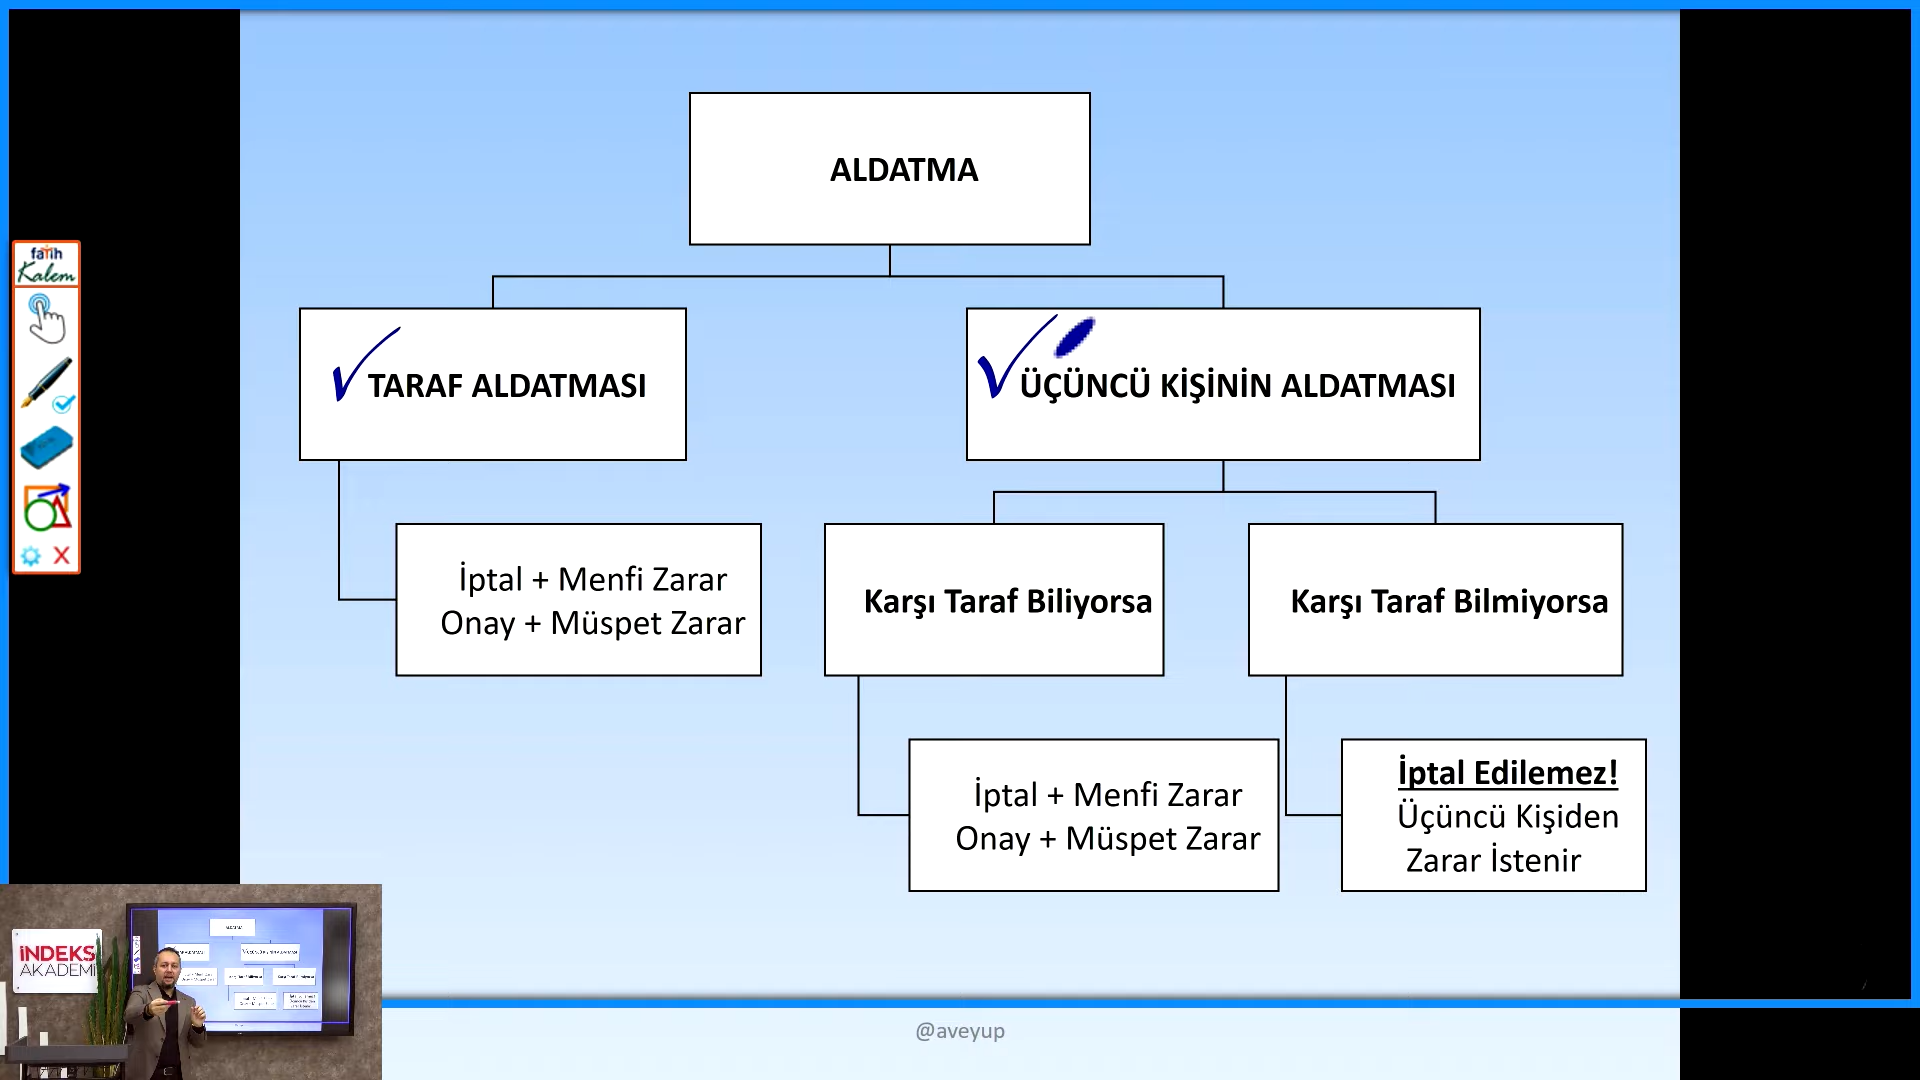 ALDATMA
fatih
Kalem
TARAF ALDATMASI
ÜÇÜNCÜ KİŞİNİN ALDATMASI
İptal + Menfi Zarar
Onay + Müspet Zarar
Karşı Taraf Biliyorsa
Karşı Taraf Bilmiyorsa
İptal + Menfi Zarar
Onay + Müspet Zarar
İptal Edilemez!
Üçüncü Kişiden
Zarar İstenir
İNDEKS
AKADEMİ
@aveyup